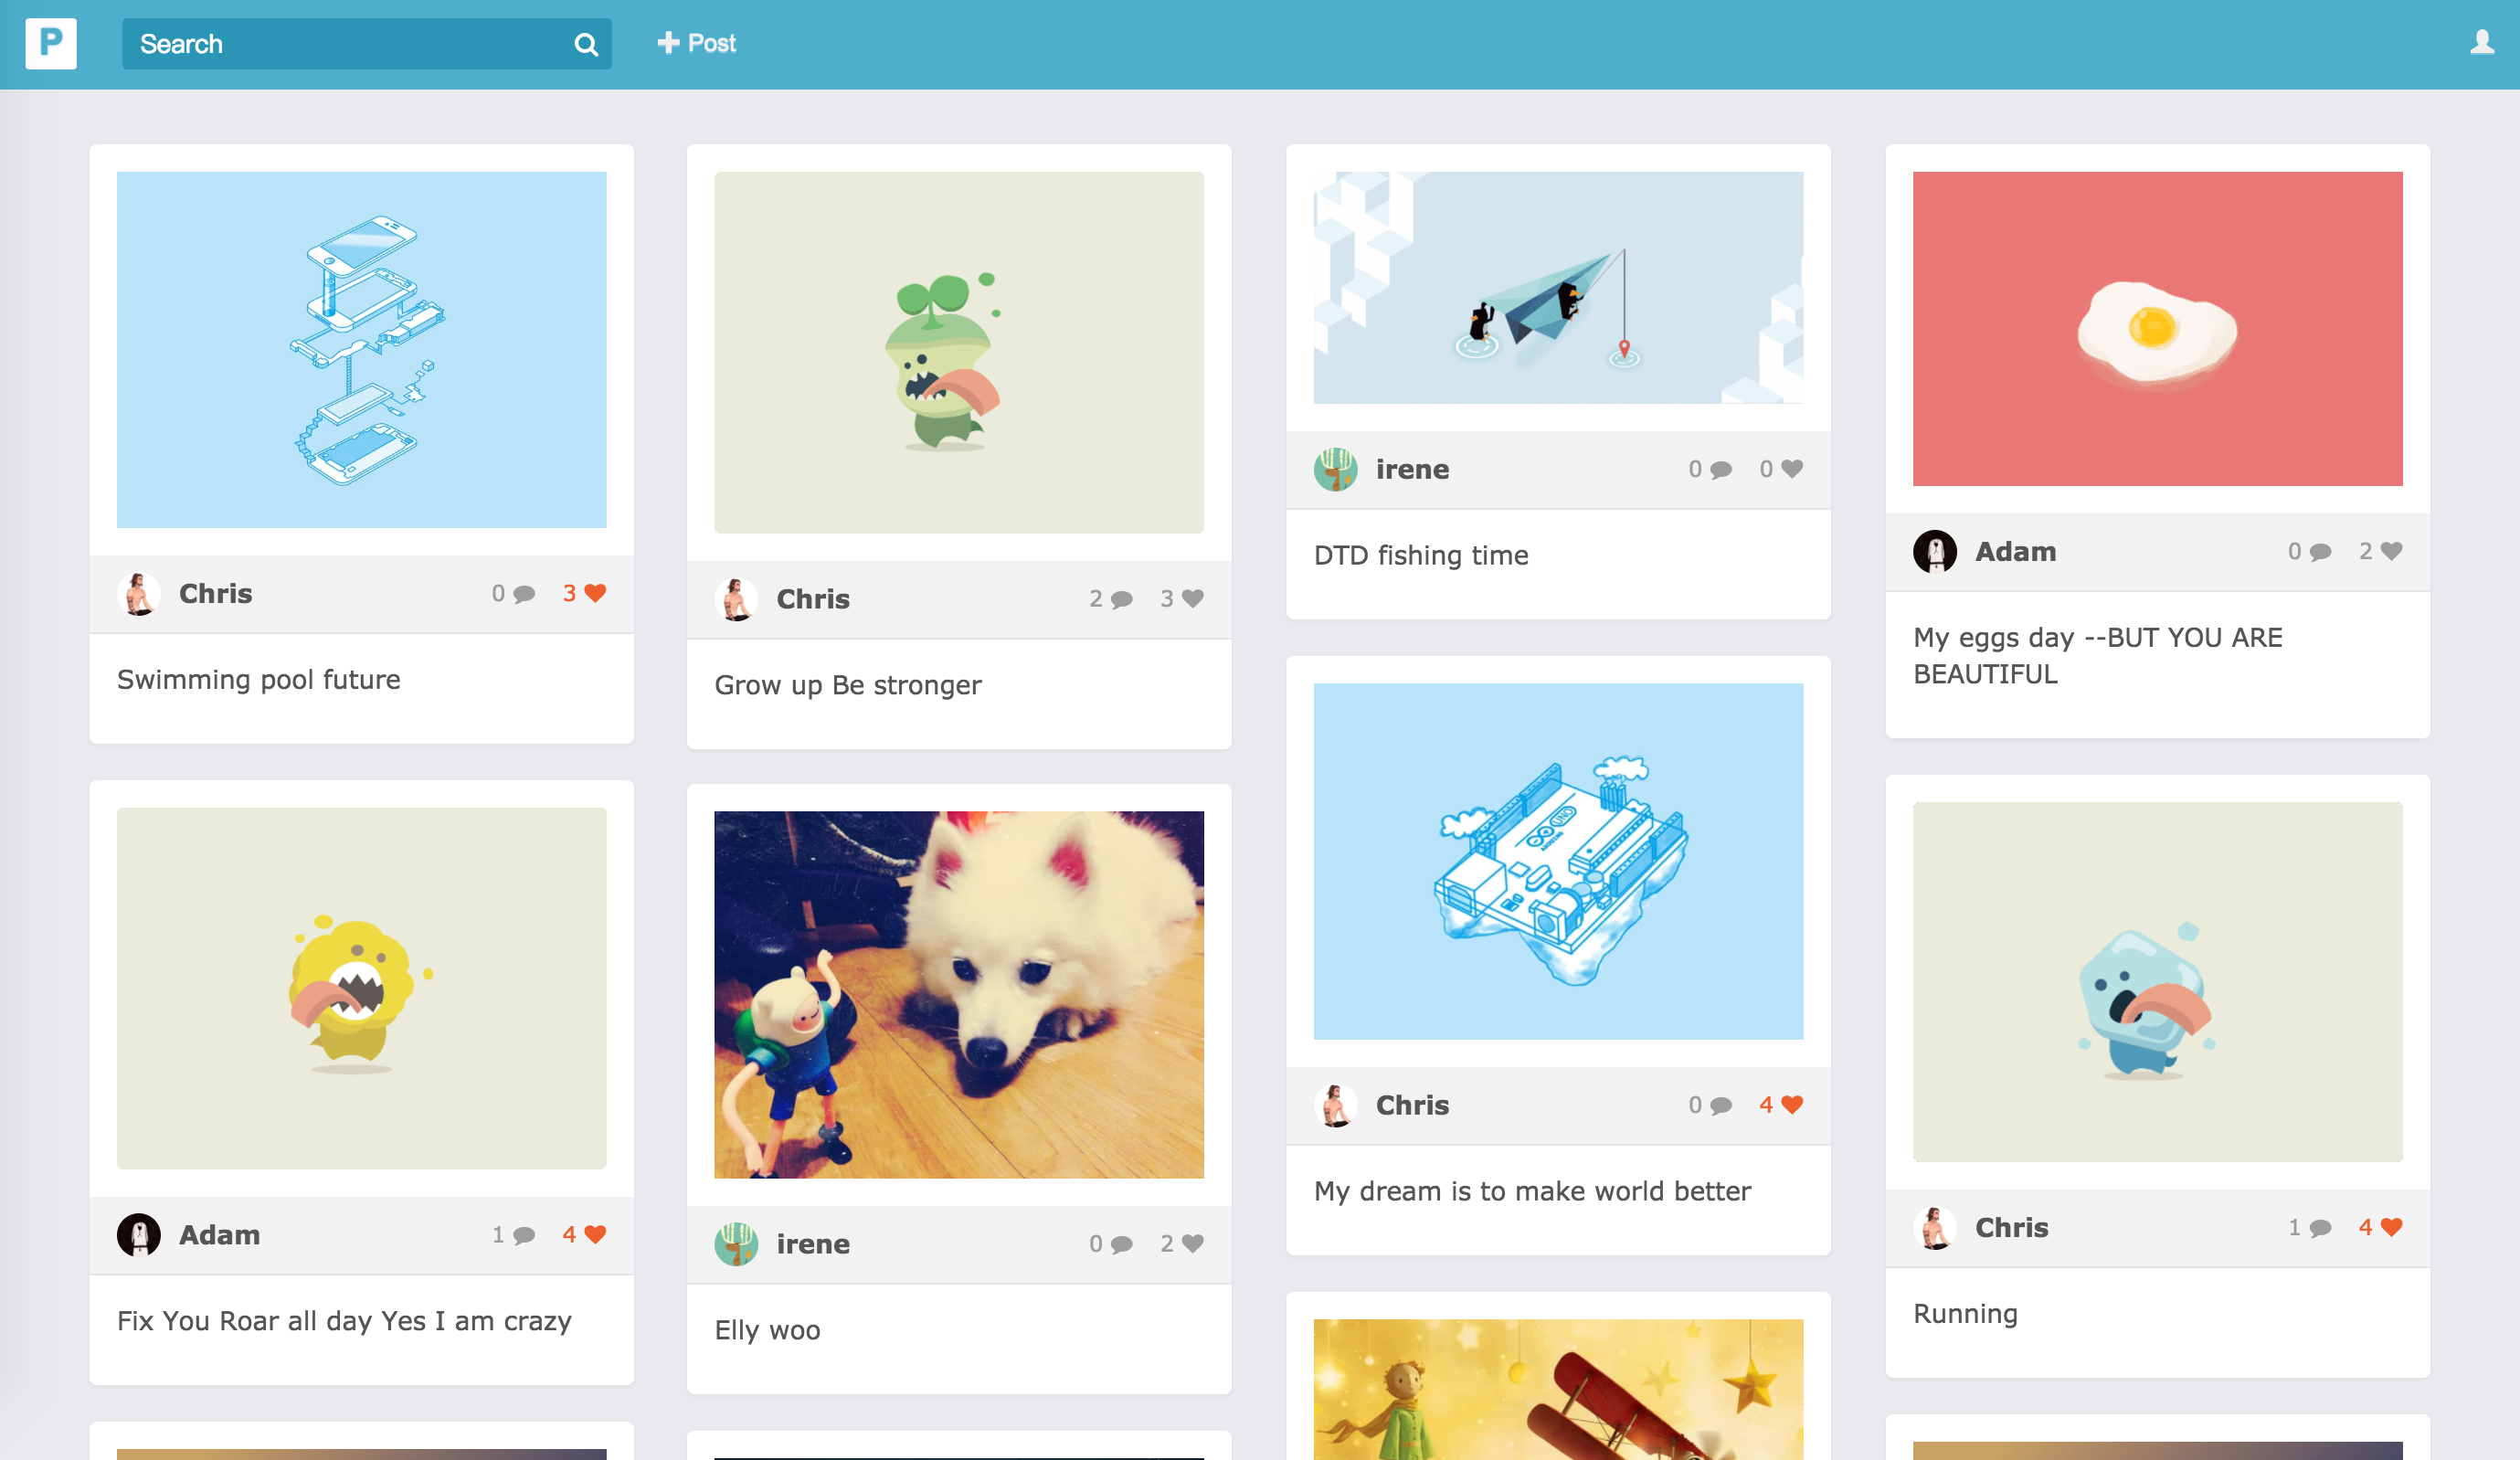 P
Search
Post
Chris
0
3
Swimming pool future
Chris
2
3
Grow up Be stronger
irene
0
0
DTD fishing time
Adam
0
2
My eggs day --BUT YOU ARE
BEAUTIFUL
Adam
1
4
Fix You Roar all day Yes I am crazy
irene
0
2
Elly woo
UNO
ARDUINO
Chris
0
4
My dream is to make world better
Chris
1
4
Running